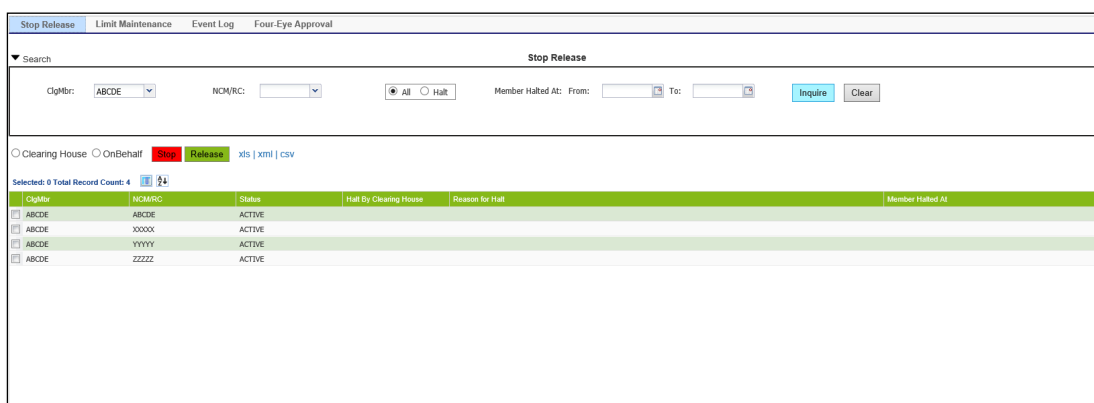 Stop Release Limit Maintenance Event Log Four-Eye Approval
Search Stop Release
ClgMbr: ABCDE NCM/RC: All Halt Member Halted At: From: To: Inquire Clear
Clearing House OnBehalf Stop Release xls | xml | csv
Selected: 0 Total Record Count: 4
ClgMbr NCM/RC Status Halt By Clearing House Reason for Halt Member Halted At
ABCDE ABCDE ACTIVE
ABCDE XXXXX ACTIVE
ABCDE YYYYY ACTIVE
ABCDE ZZZZZ ACTIVE